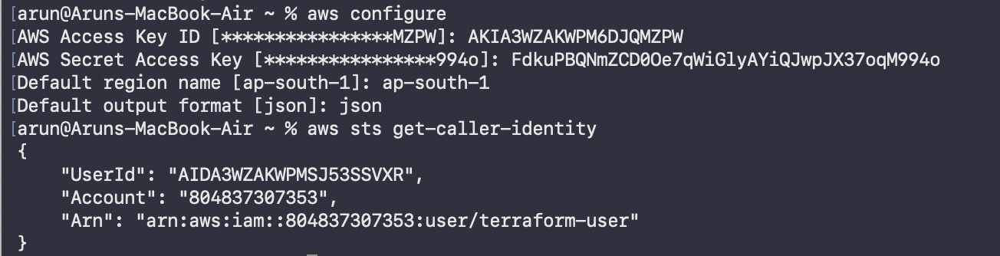 [arun@Aruns-MacBook-Air ~ % aws configure
[AWS Access Key ID [****************MZPW]: AKIA3WZAKWPM6DJQMZPW
[AWS Secret Access Key [****************994o]: 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
[Default region name [ap-south-1]: ap-south-1
[Default output format [json]: json
[arun@Aruns-MacBook-Air ~ % aws sts get-caller-identity
{
    "UserId": "AIDA3WZAKWPMSJ53SSVXR",
    "Account": "804837307353",
    "Arn": "arn:aws:iam::804837307353:user/terraform-user"
}